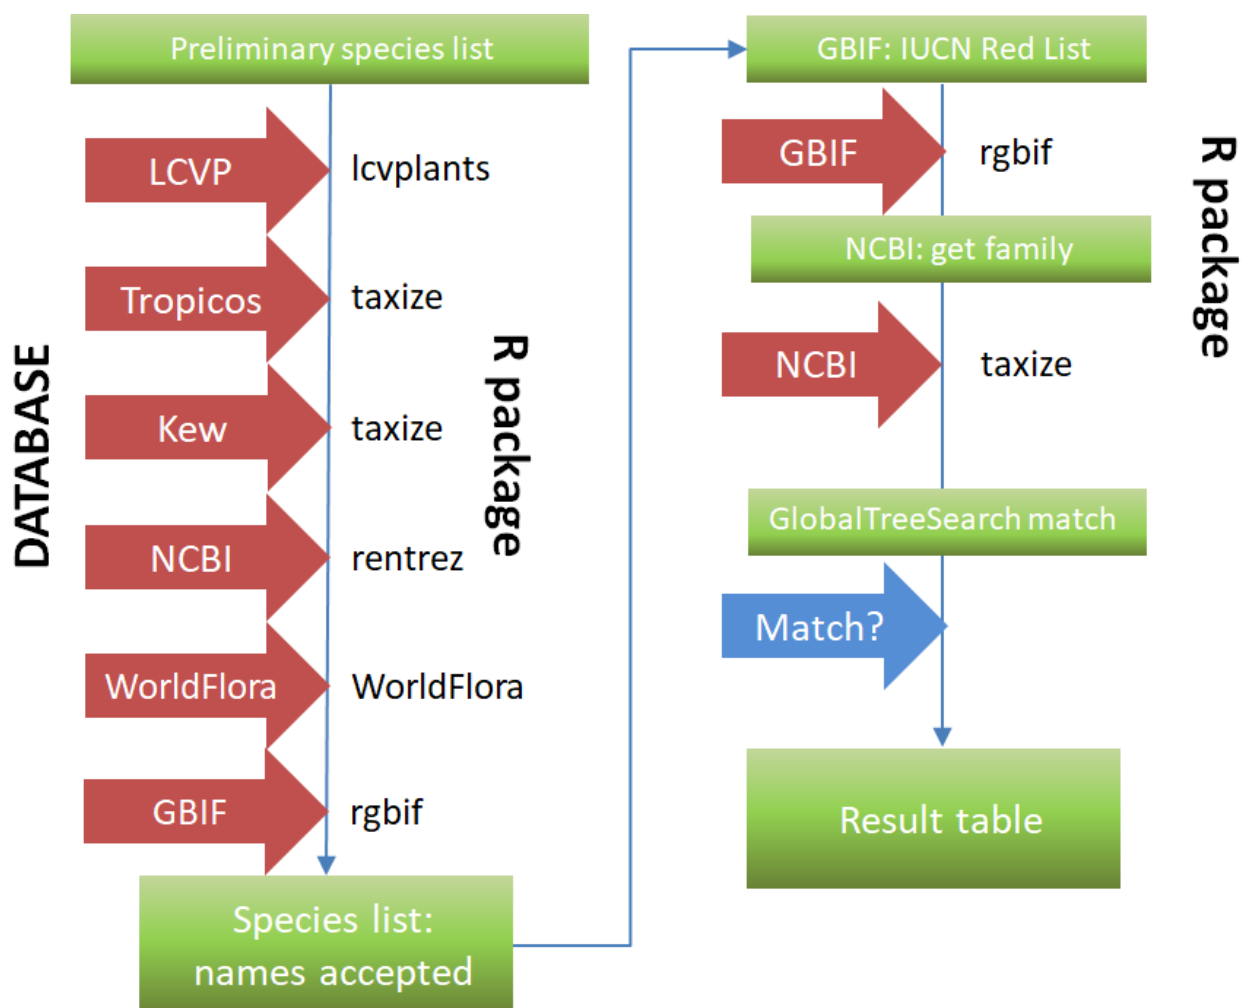 Preliminary species list
DATABASE
LCVP
lcvplants
Tropicos
taxize
Kew
taxize
NCBI
rentrez
WorldFlora
WorldFlora
GBIF
rgbif
R package
Species list:
names accepted
GBIF: IUCN Red List
GBIF
rgbif
R package
NCBI: get family
NCBI
taxize
GlobalTreeSearch match
Match?
Result table